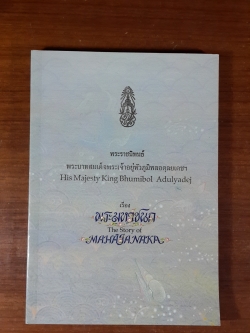 พระราชนิพนธ์
พระบาทสมเด็จพระเจ้าอยู่หัวภูมิพลอดุลยเดชฯ
His Majesty King Bhumibol Adulyadej
เรื่อง
พระมหาชนก
The Story of
MAHAJANAKA